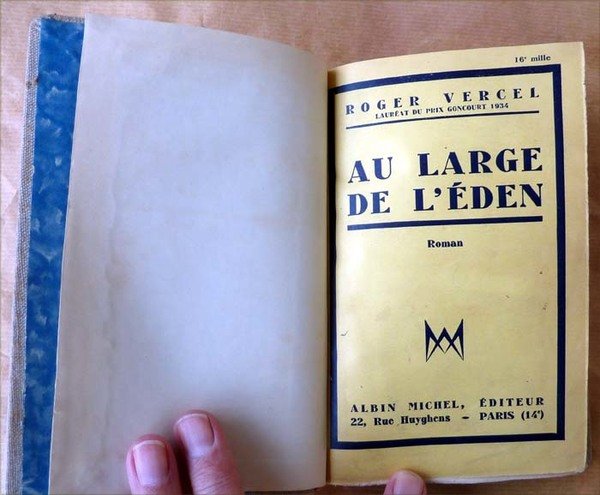 16e mille
ROGER VERCEL
LAURÉAT DU PRIX GONCOURT 1934
AU LARGE
DE L'ÉDEN
Roman
ALBIN MICHEL, ÉDITEUR
22, Rue Huyghens – PARIS (14e)